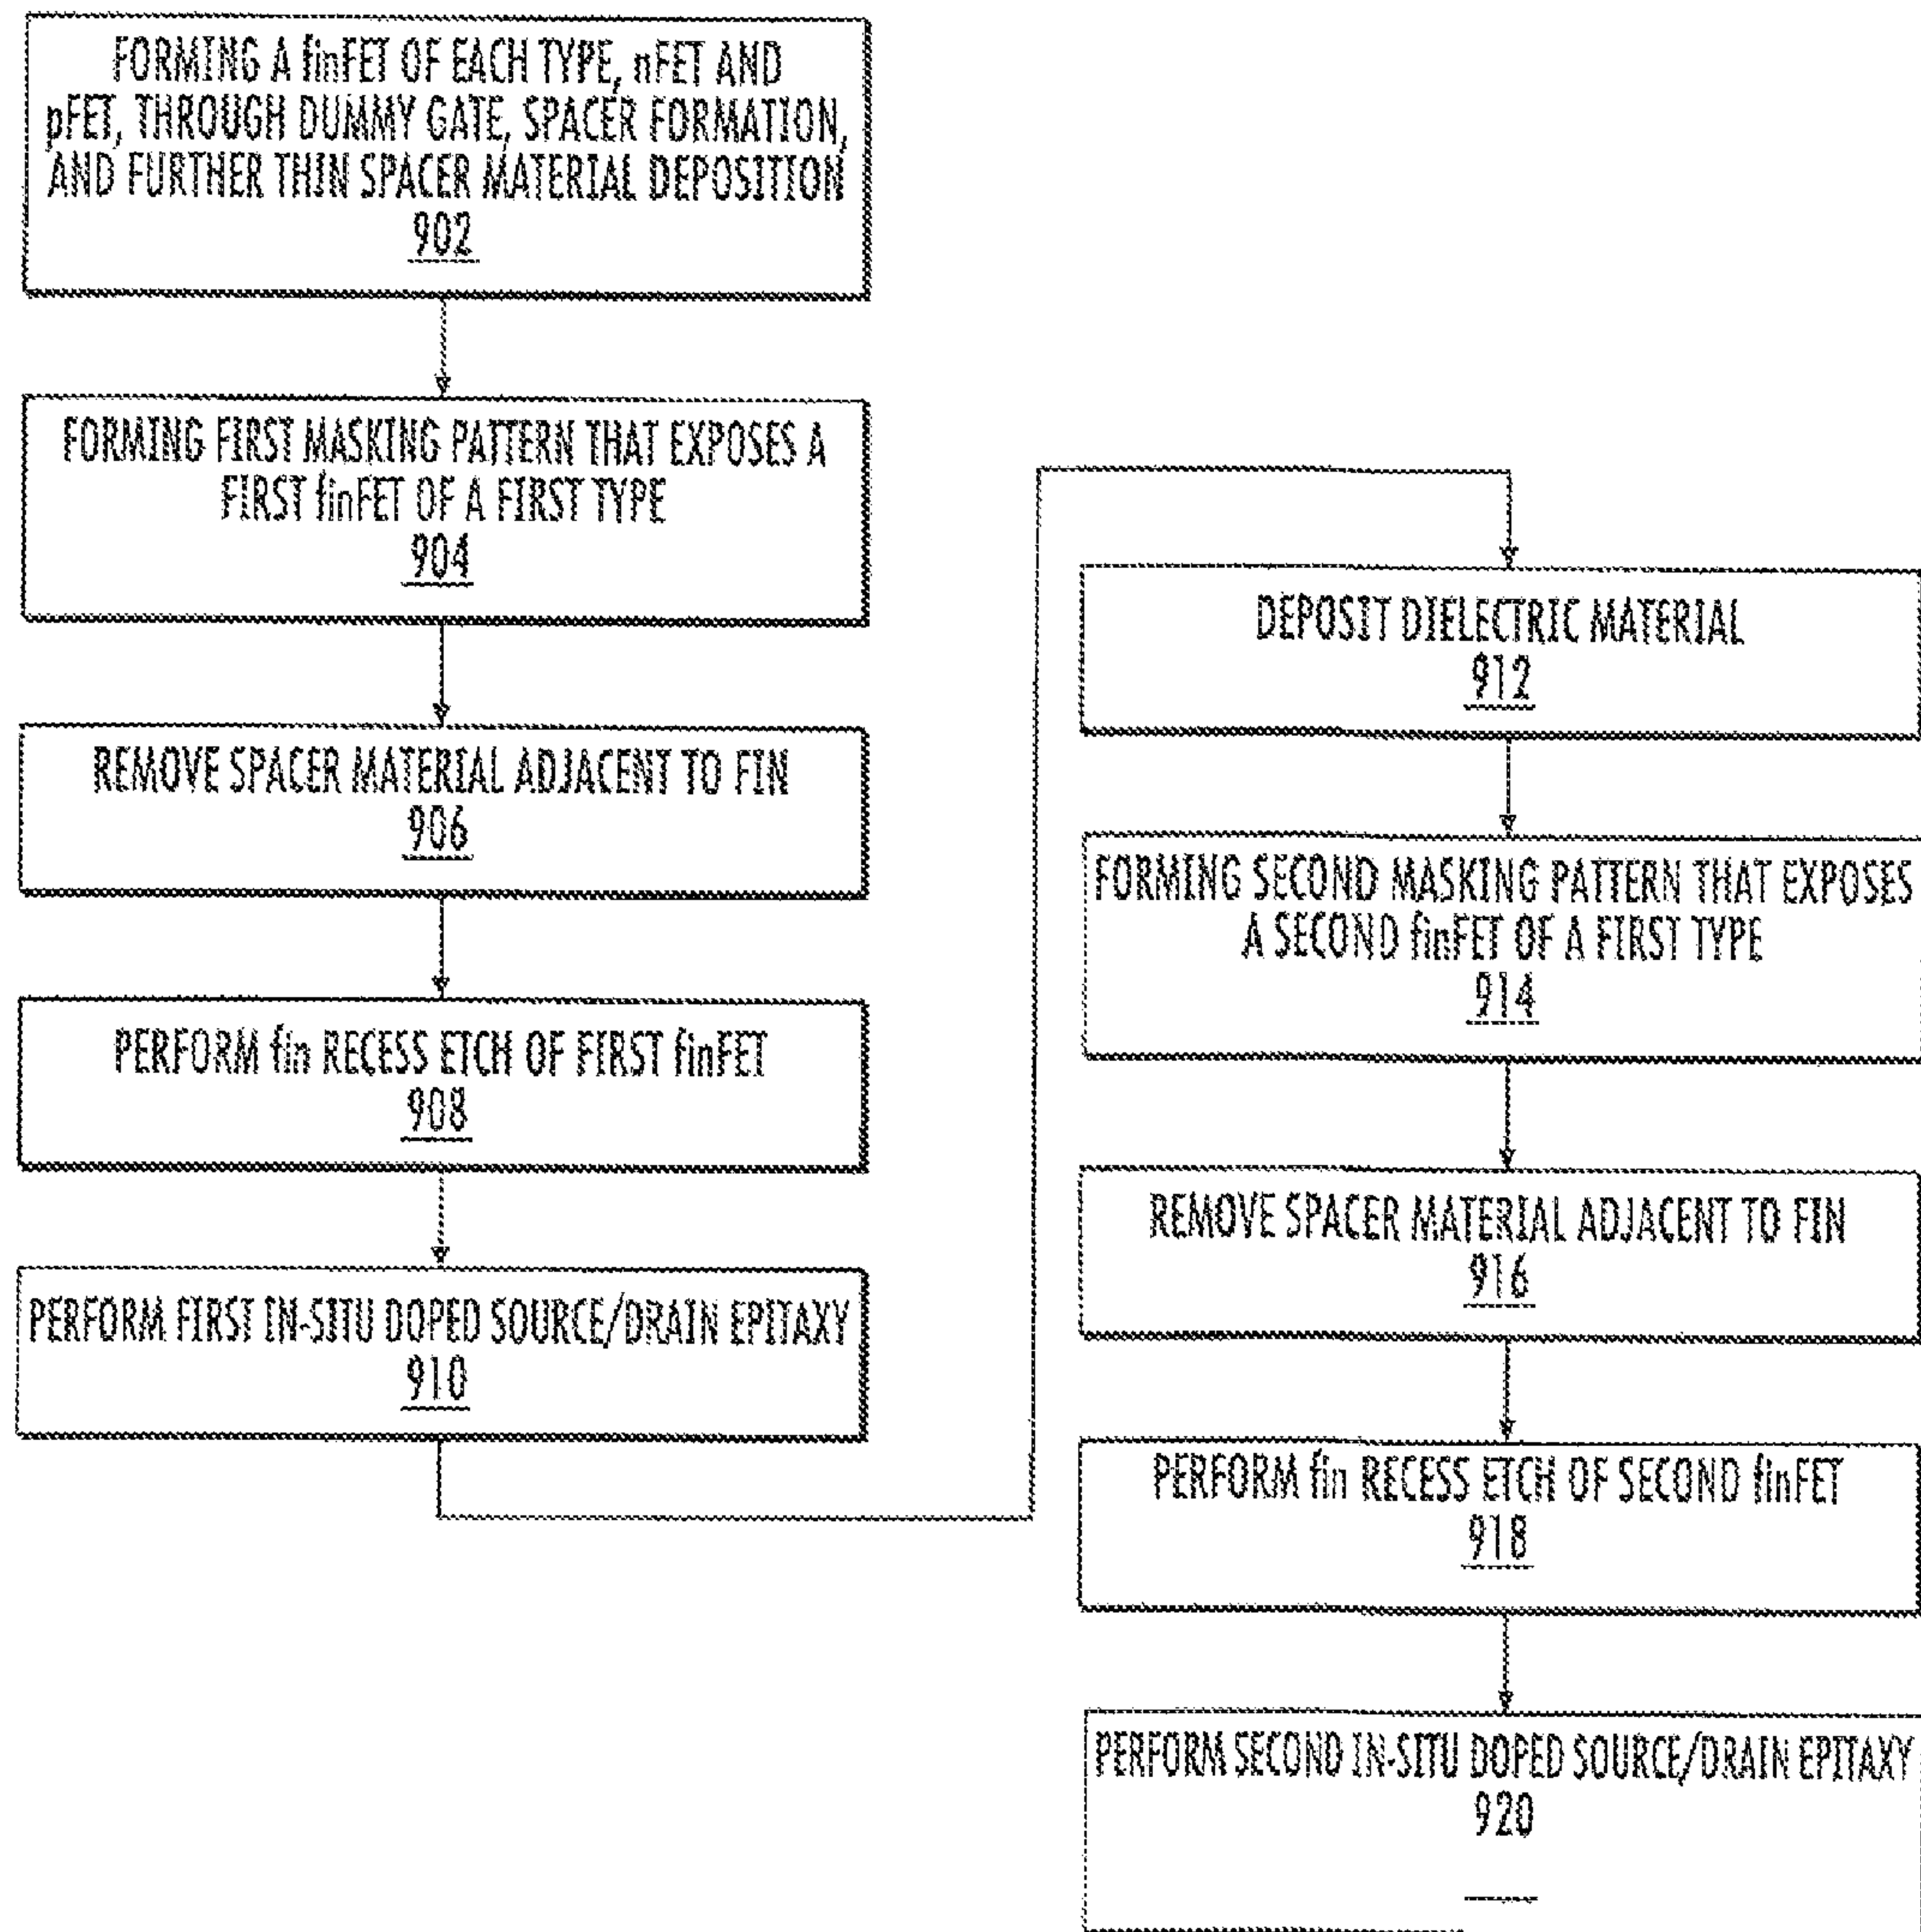 FORMING A finFET OF EACH TYPE, nFET AND
pFET, THROUGH DUMMY GATE, SPACER FORMATION,
AND FURTHER THIN SPACER MATERIAL DEPOSITION
902
FORMING FIRST MASKING PATTERN THAT EXPOSES A
FIRST finFET OF A FIRST TYPE
904
REMOVE SPACER MATERIAL ADJACENT TO FIN
906
PERFORM fin RECESS ETCH OF FIRST finFET
908
PERFORM FIRST IN-SITU DOPED SOURCE/DRAIN EPITAXY
910
DEPOSIT DIELECTRIC MATERIAL
912
FORMING SECOND MASKING PATTERN THAT EXPOSES
A SECOND finFET OF A FIRST TYPE
914
REMOVE SPACER MATERIAL ADJACENT TO FIN
916
PERFORM fin RECESS ETCH OF SECOND finFET
918
PERFORM SECOND IN-SITU DOPED SOURCE/DRAIN EPITAXY
920